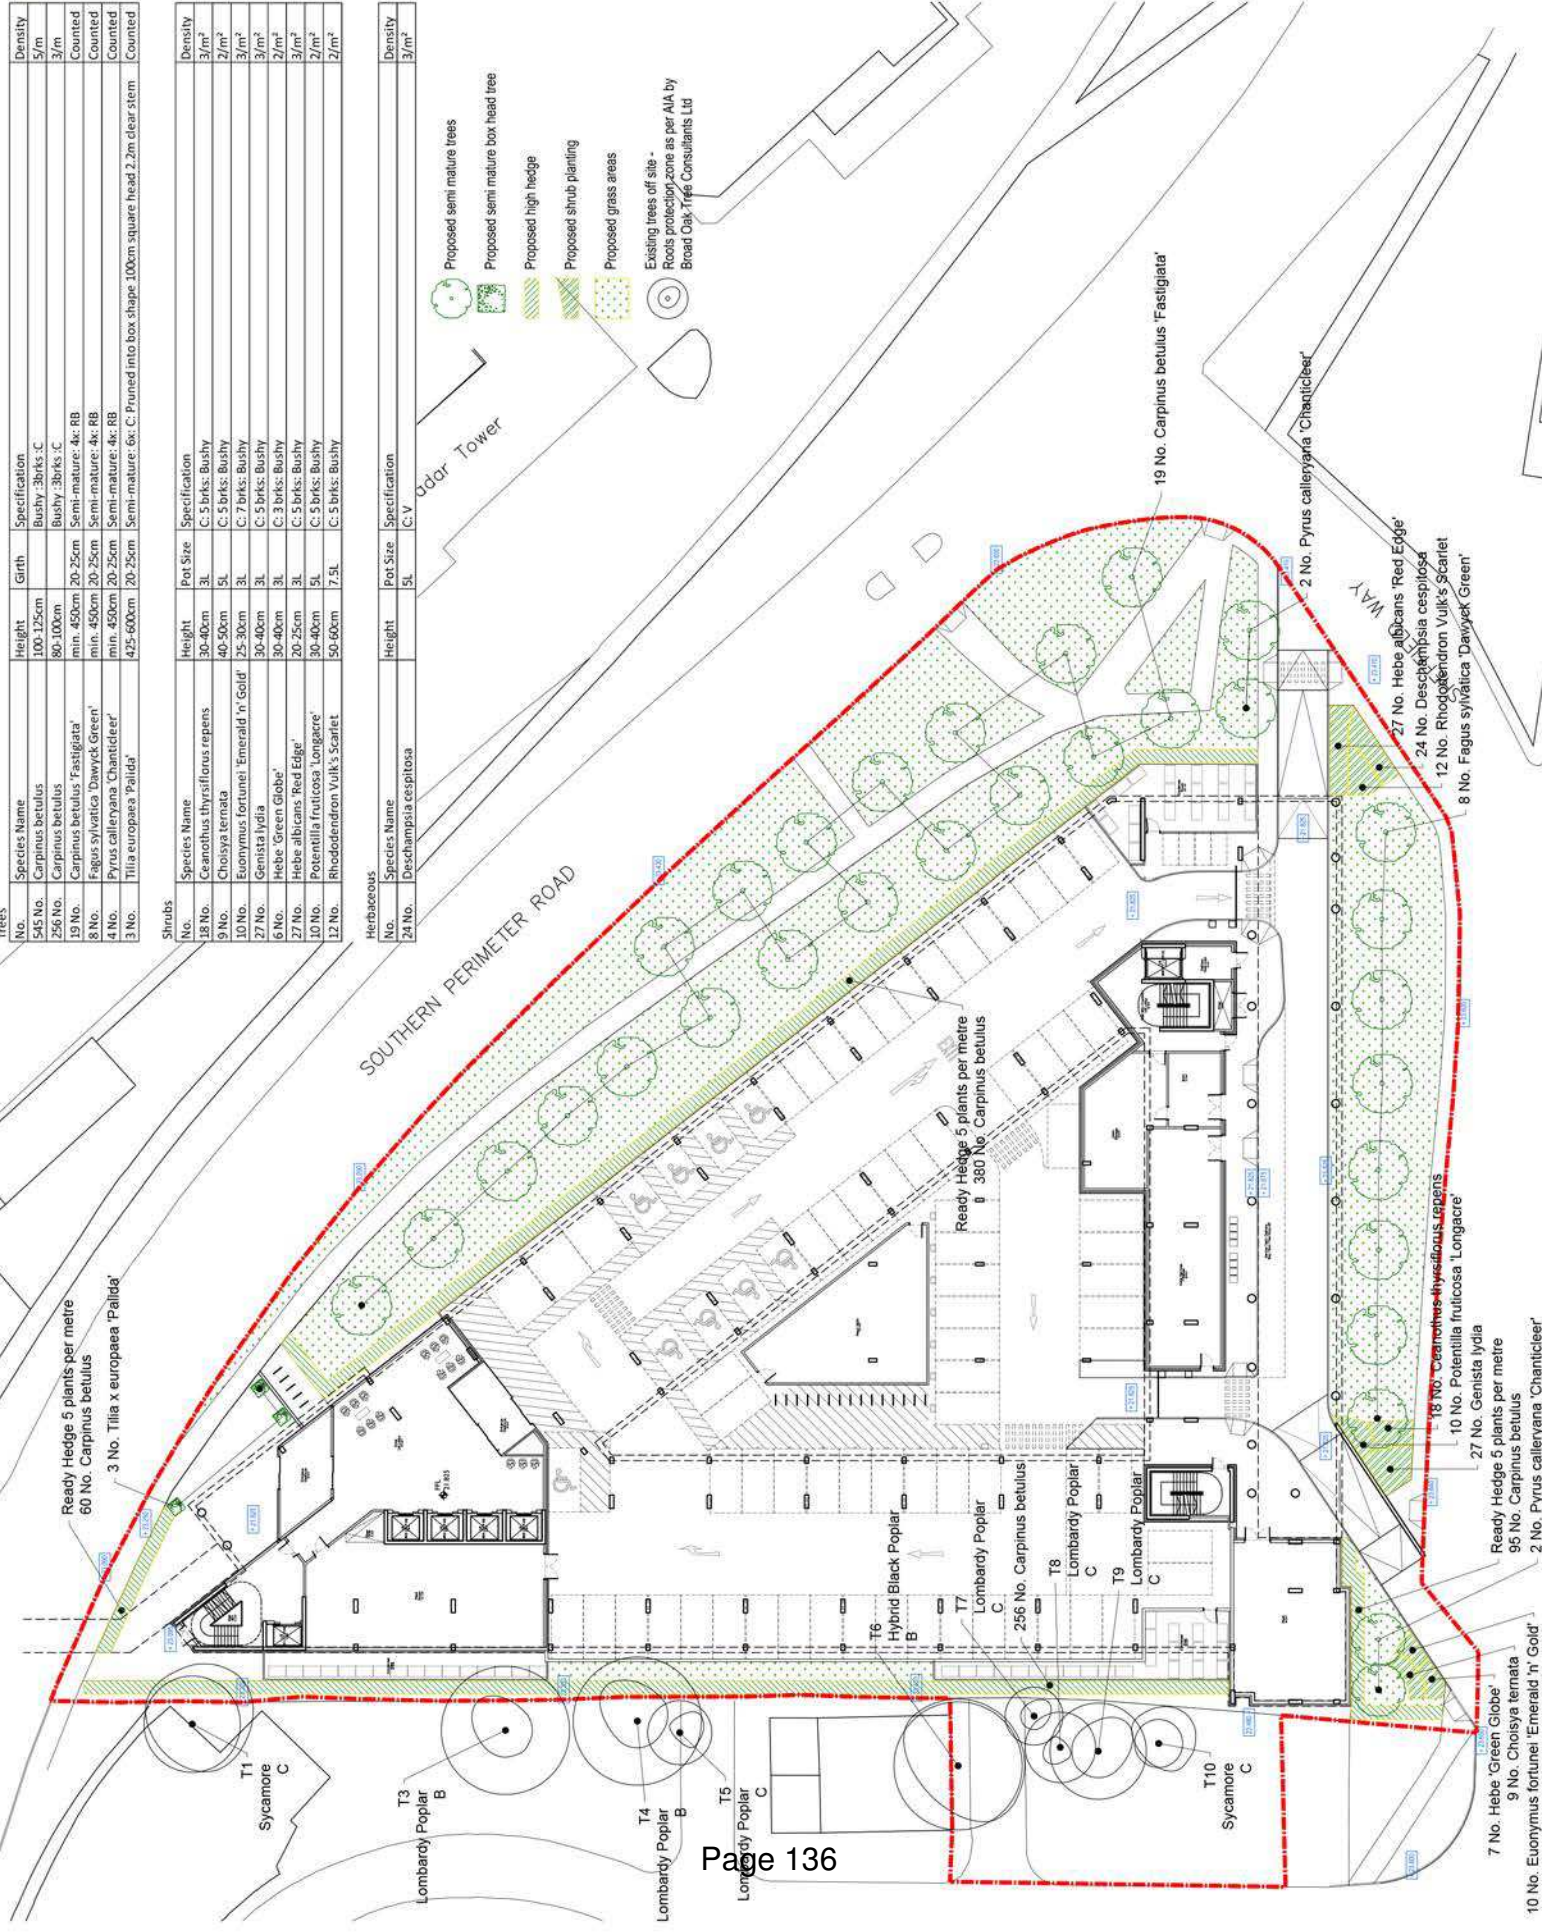 Trees
No. Species Name Height Girth Specification Density
545 No. Carpinus betulus 100-125cm Bushy :3brks :C 5/m
256 No. Carpinus betulus 80-100cm Bushy :3brks :C 3/m
19 No. Carpinus betulus 'Fastigiata' min. 450cm 20-25cm Semi-mature: 4x: RB Counted
8 No. Fagus sylvatica 'Dawyck Green' min. 450cm 20-25cm Semi-mature: 4x: RB Counted
4 No. Pyrus calleryana 'Chanticleer' min. 450cm 20-25cm Semi-mature: 4x: RB Counted
3 No. Tilia europaea 'Palida' 425-600cm 20-25cm Semi-mature: 6x: C: Pruned into box shape 100cm square head 2.2m clear stem Counted
Shrubs
No. Species Name Height Pot Size Specification Density
18 No. Ceanothus thyrsiflorus repens 30-40cm 3L C: 5 brks: Bushy 3/m²
9 No. Choisya ternata 40-50cm 5L C: 5 brks: Bushy 2/m²
10 No. Euonymus fortunei 'Emerald 'n' Gold' 25-30cm 3L C: 7 brks: Bushy 3/m²
27 No. Genista lydia 30-40cm 3L C: 5 brks: Bushy 3/m²
6 No. Hebe 'Green Globe' 30-40cm 3L C: 3 brks: Bushy 2/m²
27 No. Hebe albicans 'Red Edge' 20-25cm 3L C: 5 brks: Bushy 3/m²
10 No. Potentilla fruticosa 'Longacre' 30-40cm 5L C: 5 brks: Bushy 2/m²
12 No. Rhododendron Vulk's Scarlet 50-60cm 7.5L C: 5 brks: Bushy 2/m²
Herbaceous
No. Species Name Height Pot Size Specification Density
24 No. Deschampsia cespitosa 5L C: V 3/m²
Proposed semi mature trees
Proposed semi mature box head tree
Proposed high hedge
Proposed shrub planting
Proposed grass areas
Existing trees off site -
Roots protection zone as per AIA by
Broad Oak Tree Consultants Ltd
adar Tower
SOUTHERN PERIMETER ROAD
WAY
Ready Hedge 5 plants per metre
60 No. Carpinus betulus
3 No. Tilia x europaea 'Palida'
19 No. Carpinus betulus 'Fastigiata'
2 No. Pyrus calleryana 'Chanticleer'
27 No. Hebe albicans 'Red Edge'
24 No. Deschampsia cespitosa
12 No. Rhododendron Vulk's Scarlet
8 No. Fagus sylvatica 'Dawyck Green'
Ready Hedge 5 plants per metre
380 No. Carpinus betulus
T1
Sycamore
C
T3
Lombardy Poplar
B
T4
Lombardy Poplar
B
T5
Lombardy Poplar
C
T6
Hybrid Black Poplar
B
T7
Lombardy Poplar
C
256 No. Carpinus betulus
T8
Lombardy Poplar
C
T9
Lombardy Poplar
C
T10
Sycamore
C
18 No. Ceanothus thyrsiflorus repens
10 No. Potentilla fruticosa 'Longacre'
27 No. Genista lydia
Ready Hedge 5 plants per metre
95 No. Carpinus betulus
2 No. Pyrus calleryana 'Chanticleer'
7 No. Hebe 'Green Globe'
9 No. Choisya ternata
10 No. Euonymus fortunei 'Emerald 'n' Gold'
Page 136